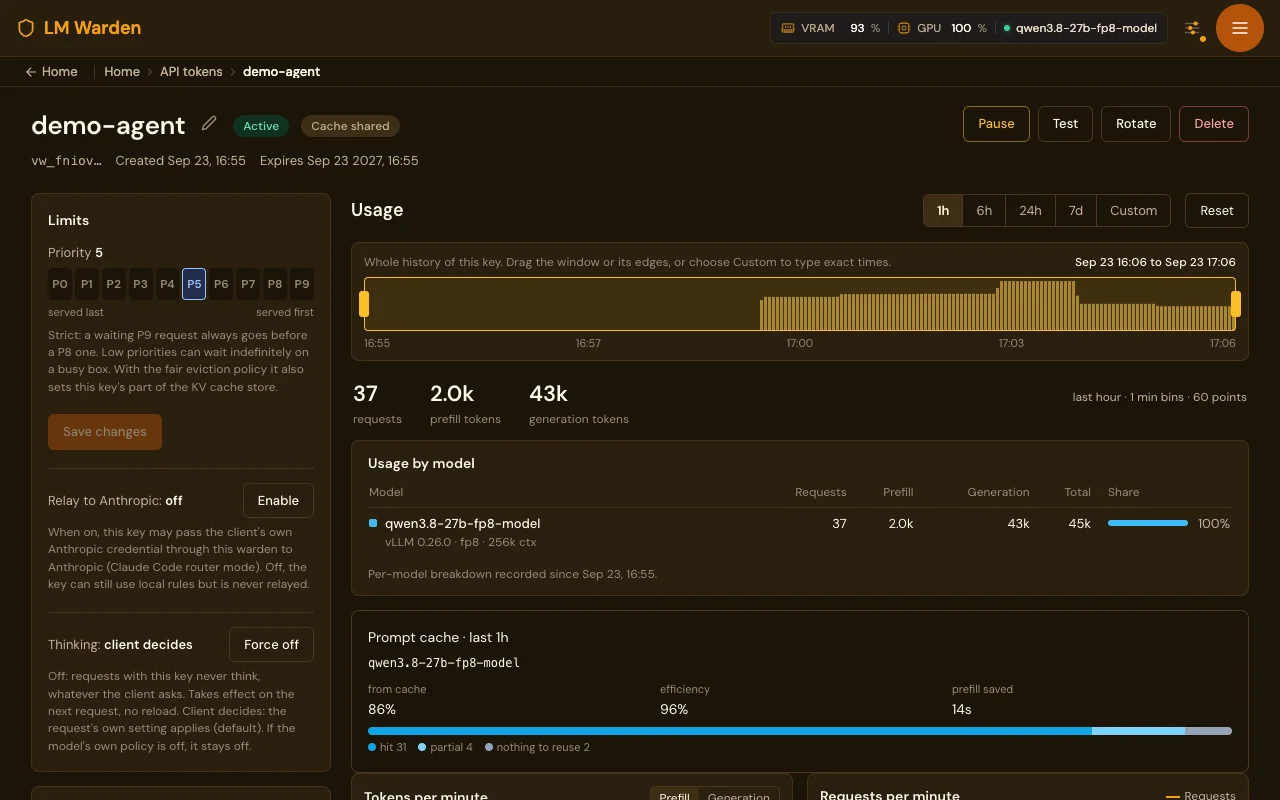 LM Warden
VRAM 93 % GPU 100 % qwen3.8-27b-fp8-model
Home Home API tokens demo-agent
demo-agent Active Cache shared
Pause Test Rotate Delete
vw_fniov… Created Sep 23, 16:55 Expires Sep 23 2027, 16:55
Limits
Priority 5
P0 P1 P2 P3 P4 P5 P6 P7 P8 P9
served last served first
Strict: a waiting P9 request always goes before
a P8 one. Low priorities can wait indefinitely on
a busy box. With the fair eviction policy it also
sets this key's part of the KV cache store.
Save changes
Relay to Anthropic: off Enable
When on, this key may pass the client's own
Anthropic credential through this warden to
Anthropic (Claude Code router mode). Off, the
key can still use local rules but is never relayed.
Thinking: client decides Force off
Off: requests with this key never think,
whatever the client asks. Takes effect on the
next request, no reload. Client decides: the
request's own setting applies (default). If the
model's own policy is off, it stays off.
Usage
1h 6h 24h 7d Custom Reset
Whole history of this key. Drag the window or its edges, or choose Custom to type exact times. Sep 23 16:06 to Sep 23 17:06
16:55 16:57 17:00 17:03 17:06
37 2.0k 43k
requests prefill tokens generation tokens
last hour · 1 min bins · 60 points
Usage by model
Model Requests Prefill Generation Total Share
qwen3.8-27b-fp8-model 37 2.0k 43k 45k 100%
vLLM 0.26.0 · fp8 · 256k ctx
Per-model breakdown recorded since Sep 23, 16:55.
Prompt cache · last 1h
qwen3.8-27b-fp8-model
from cache efficiency prefill saved
86% 96% 14s
hit 31 partial 4 nothing to reuse 2
Tokens per minute Prefill Generation
Requests per minute Requests